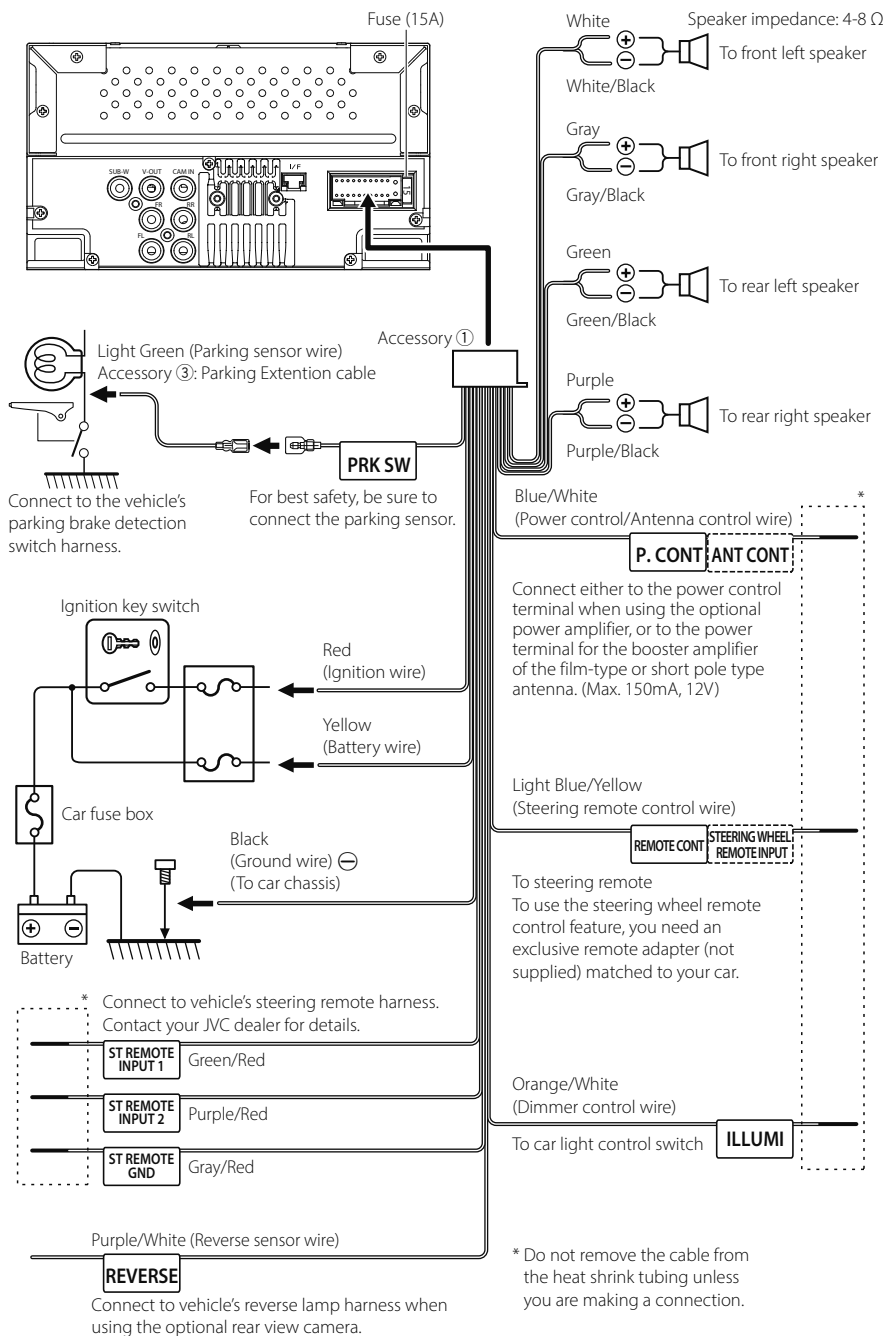 Fuse (15A)
White
Speaker impedance: 4-8 Ω
⊕
⊖
To front left speaker
White/Black
Gray
⊕
⊖
To front right speaker
Gray/Black
SUB-W
V-OUT
CAM IN
I/F
15
FR
RR
FL
RL
Green
⊕
⊖
To rear left speaker
Green/Black
Accessory ①
Light Green (Parking sensor wire)
Accessory ③: Parking Extention cable
PRK SW
Connect to the vehicle's
parking brake detection
switch harness.
For best safety, be sure to
connect the parking sensor.
Purple
⊕
⊖
To rear right speaker
Purple/Black
Blue/White
(Power control/Antenna control wire)
*
P. CONT
ANT CONT
Connect either to the power control
terminal when using the optional
power amplifier, or to the power
terminal for the booster amplifier
of the film-type or short pole type
antenna. (Max. 150mA, 12V)
Ignition key switch
Red
(Ignition wire)
Yellow
(Battery wire)
Car fuse box
Black
(Ground wire) ⊖
(To car chassis)
⊕
⊖
Battery
Light Blue/Yellow
(Steering remote control wire)
REMOTE CONT
STEERING WHEEL
REMOTE INPUT
To steering remote
To use the steering wheel remote
control feature, you need an
exclusive remote adapter (not
supplied) matched to your car.
* Connect to vehicle's steering remote harness.
Contact your JVC dealer for details.
ST REMOTE
INPUT 1
Green/Red
ST REMOTE
INPUT 2
Purple/Red
ST REMOTE
GND
Gray/Red
Orange/White
(Dimmer control wire)
To car light control switch
ILLUMI
Purple/White (Reverse sensor wire)
REVERSE
Connect to vehicle's reverse lamp harness when
using the optional rear view camera.
* Do not remove the cable from
the heat shrink tubing unless
you are making a connection.